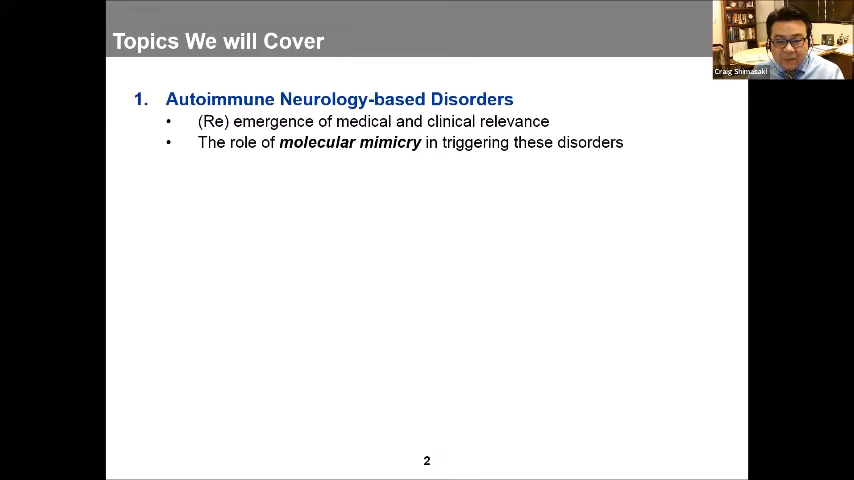 Topics We will Cover
Craig Shimasaki
1. Autoimmune Neurology-based Disorders
• (Re) emergence of medical and clinical relevance
• The role of molecular mimicry in triggering these disorders
2